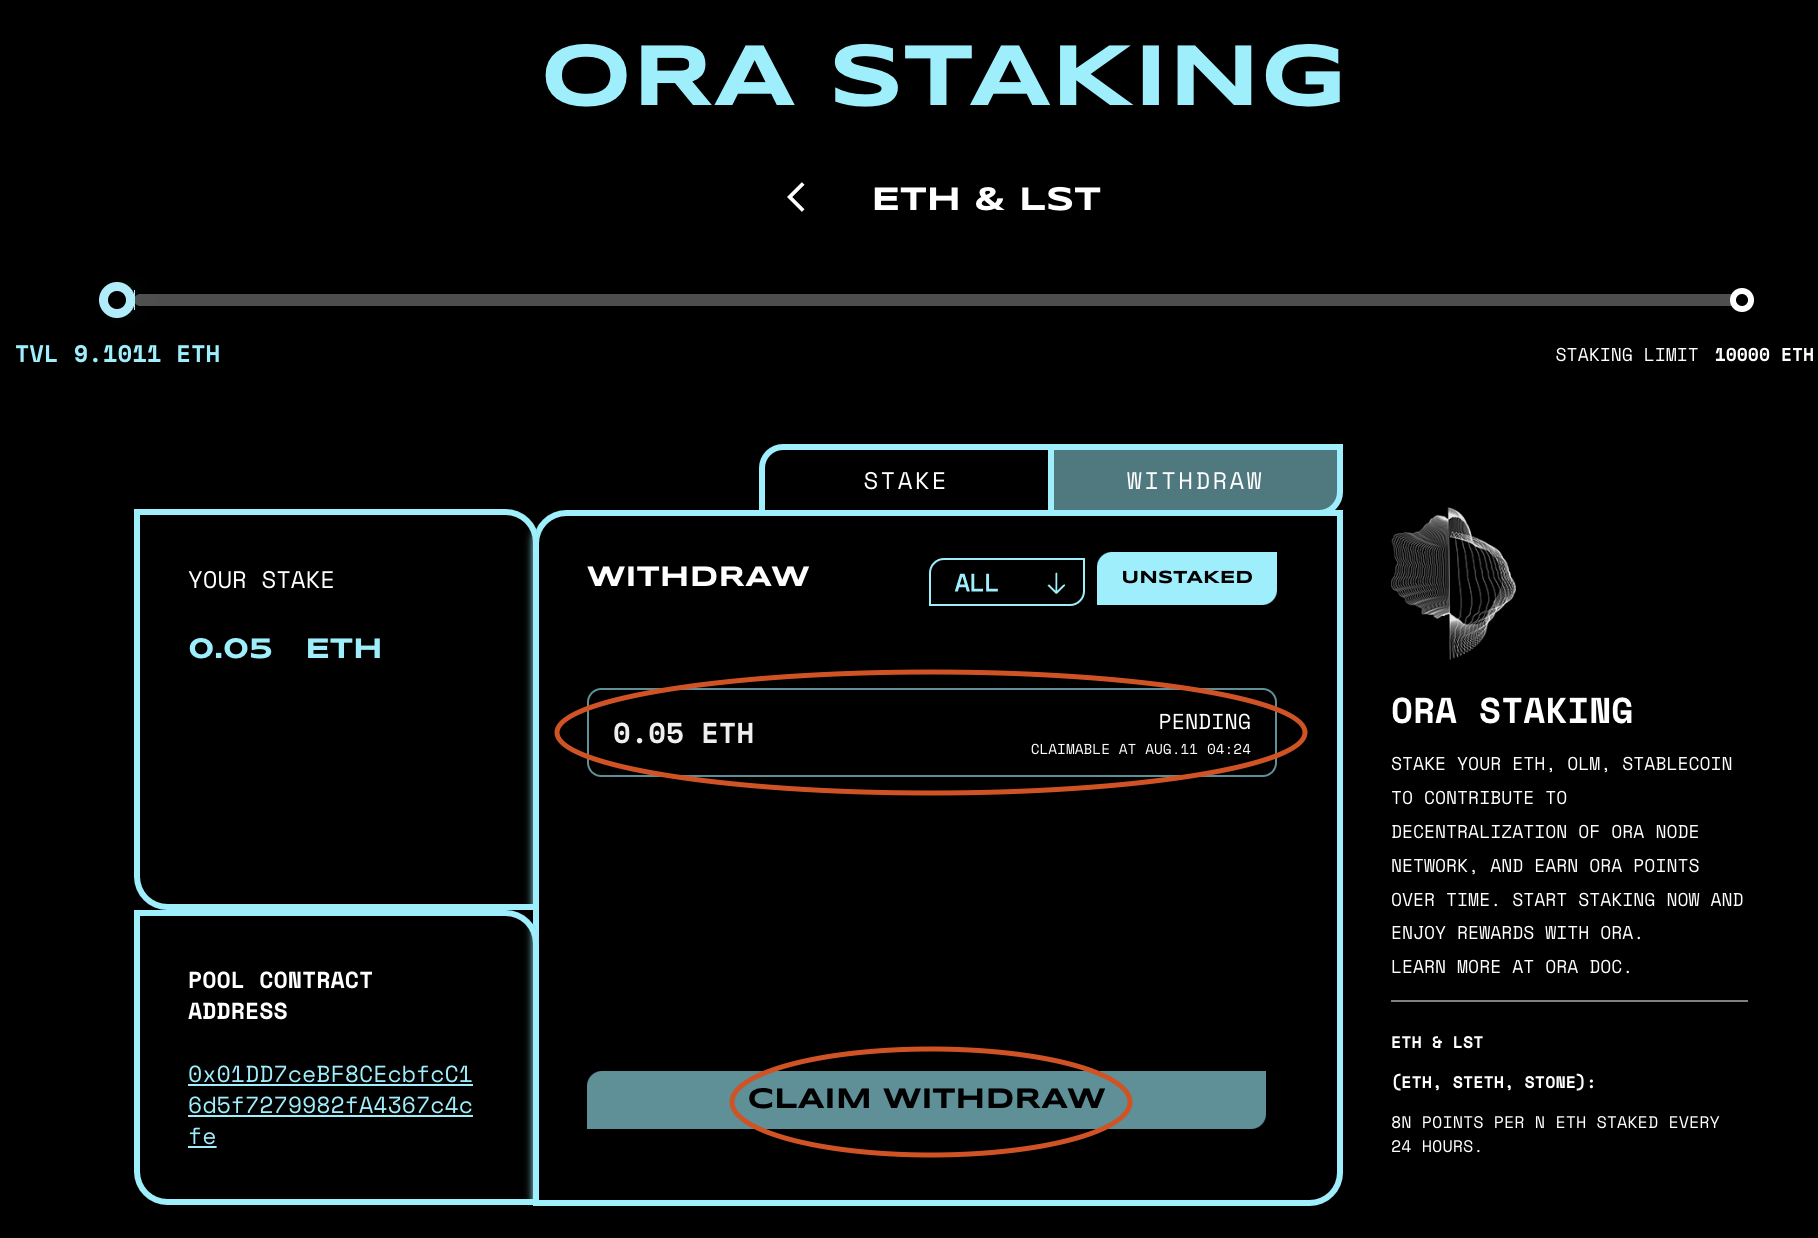 ORA STAKING
ETH & LST
TVL 9.1011 ETH
STAKING LIMIT 10000 ETH
STAKE
WITHDRAW
YOUR STAKE
0.05 ETH
POOL CONTRACT
ADDRESS
0x01DD7ceBF8CEcbfcC1
6d5f7279982fA4367c4c
fe
WITHDRAW
ALL
UNSTAKED
0.05 ETH
PENDING
CLAIMABLE AT AUG.11 04:24
CLAIM WITHDRAW
ORA STAKING
STAKE YOUR ETH, OLM, STABLECOIN
TO CONTRIBUTE TO
DECENTRALIZATION OF ORA NODE
NETWORK, AND EARN ORA POINTS
OVER TIME. START STAKING NOW AND
ENJOY REWARDS WITH ORA.
LEARN MORE AT ORA DOC.
ETH & LST
(ETH, STETH, STONE):
8N POINTS PER N ETH STAKED EVERY
24 HOURS.